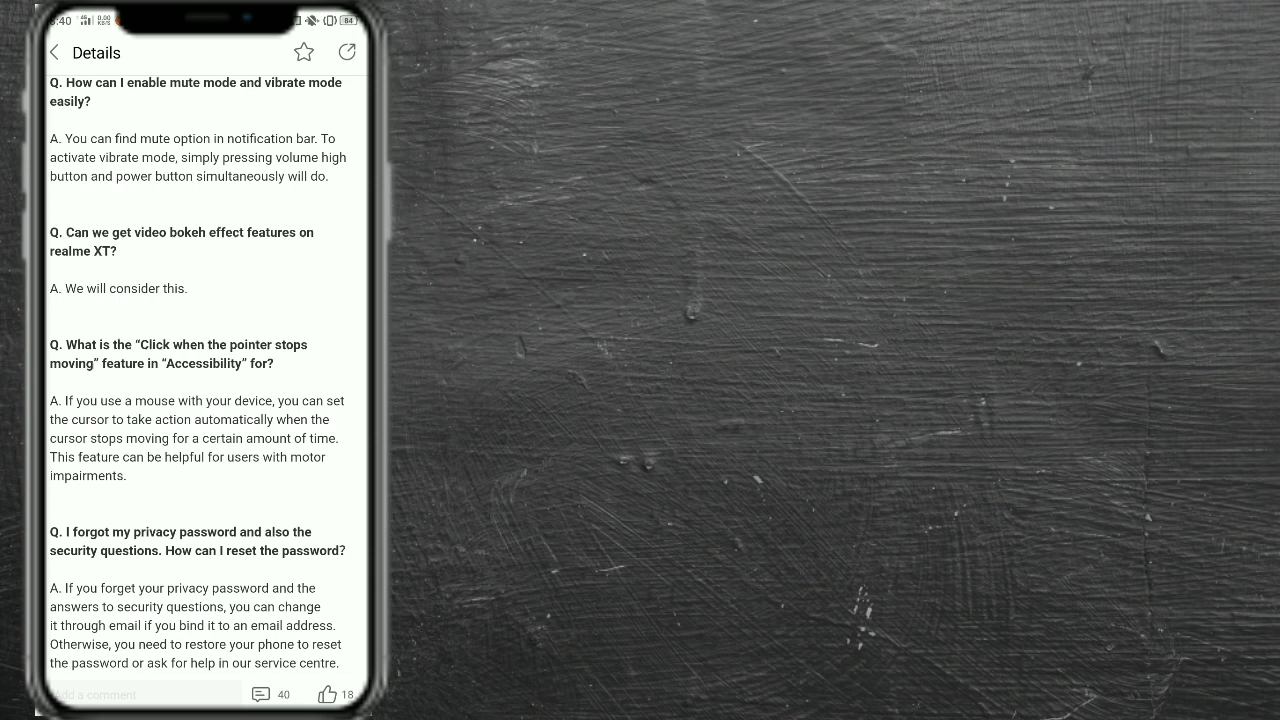 :40 4G 0.00 KB/S 84
Details
Q. How can I enable mute mode and vibrate mode
easily?
A. You can find mute option in notification bar. To
activate vibrate mode, simply pressing volume high
button and power button simultaneously will do.
Q. Can we get video bokeh effect features on
realme XT?
A. We will consider this.
Q. What is the “Click when the pointer stops
moving” feature in “Accessibility” for?
A. If you use a mouse with your device, you can set
the cursor to take action automatically when the
cursor stops moving for a certain amount of time.
This feature can be helpful for users with motor
impairments.
Q. I forgot my privacy password and also the
security questions. How can I reset the password?
A. If you forget your privacy password and the
answers to security questions, you can change
it through email if you bind it to an email address.
Otherwise, you need to restore your phone to reset
the password or ask for help in our service centre.
Add a comment 40 18